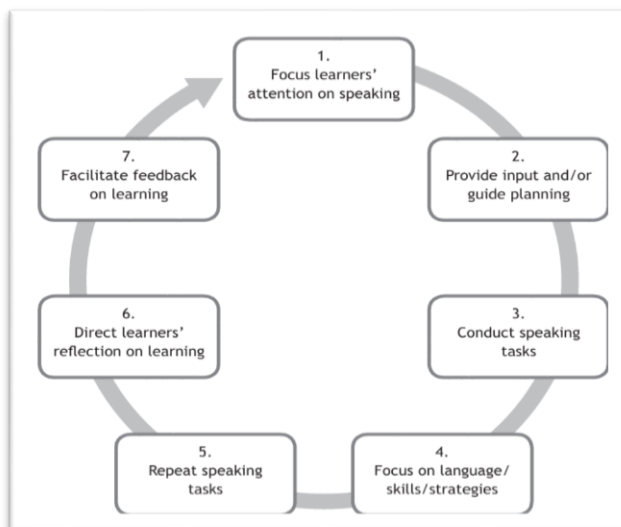 1.
Focus learners'
attention on speaking
2.
Provide input and/or
guide planning
3.
Conduct speaking
tasks
4.
Focus on language/
skills/strategies
5.
Repeat speaking
tasks
6.
Direct learners'
reflection on learning
7.
Facilitate feedback
on learning